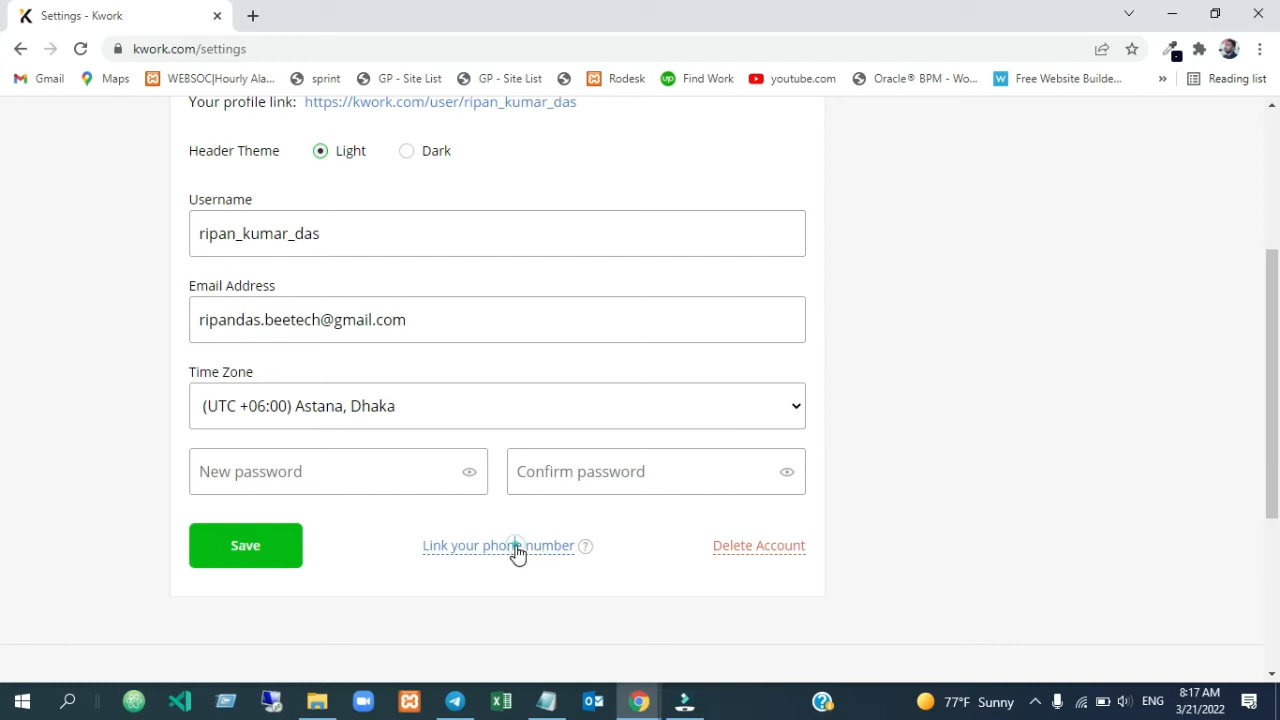 Settings - Kwork
kwork.com/settings
Gmail
Maps
WEBSOC|Hourly Ala...
sprint
GP - Site List
GP - Site List
Rodesk
Find Work
youtube.com
Oracle® BPM - Wo...
Free Website Builde...
»
Reading list
Your profile link: https://kwork.com/user/ripan_kumar_das
Header Theme
Light
Dark
Username
ripan_kumar_das
Email Address
ripandas.beetech@gmail.com
Time Zone
(UTC +06:00) Astana, Dhaka
New password
Confirm password
Save
Link your phone number ?
Delete Account
77°F Sunny
ENG
8:17 AM
3/21/2022